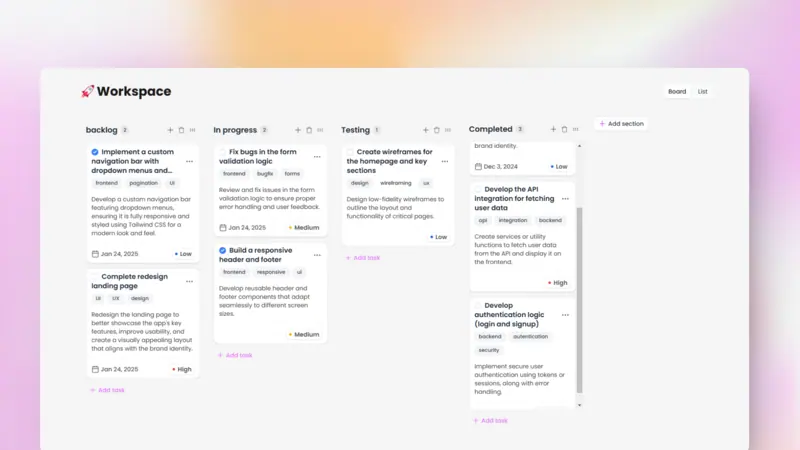 🚀 Workspace
Board
List
backlog 2
Implement a custom
navigation bar with
dropdown menus and...
frontend pagination UI
Develop a custom navigation bar
featuring dropdown menus,
ensuring it is fully responsive and
styled using Tailwind CSS for a
modern look and feel.
Jan 24, 2025
Low
Complete redesign
landing page
UI UX design
Redesign the landing page to
better showcase the app's key
features, improve usability, and
create a visually appealing layout
that aligns with the brand identity.
Jan 24, 2025
High
+ Add task
In progress 2
Fix bugs in the form
validation logic
frontend bugfix forms
Review and fix issues in the form
validation logic to ensure proper
error handling and user feedback.
Jan 24, 2025
Medium
Build a responsive
header and footer
frontend responsive ui
Develop reusable header and
footer components that adapt
seamlessly to different screen
sizes.
Medium
+ Add task
Testing 1
Create wireframes for
the homepage and key
sections
design wireframing ux
Design low-fidelity wireframes to
outline the layout and
functionality of critical pages.
Low
+ Add task
Completed 3
brand identity.
Dec 3, 2024
Low
Develop the API
integration for fetching
user data
api integration backend
Create services or utility
functions to fetch user data
from the API and display it on
the frontend.
High
Develop
authentication logic
(login and signup)
backend autentication
security
Implement secure user
authentication using tokens or
sessions, along with error
handling.
+ Add task
+ Add section